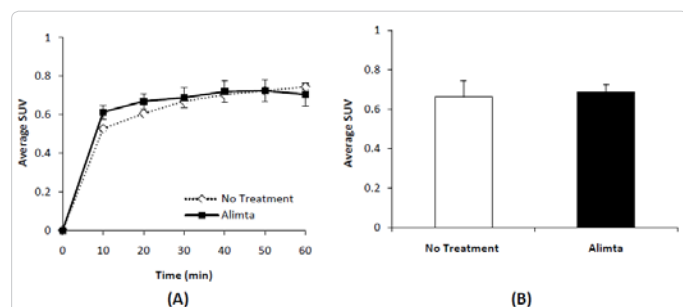 Average SUV
1
0.8
0.6
0.4
0.2
0
0 10 20 30 40 50 60
Time (min)
No Treatment
Alimta
(A)
Average SUV
1
0.8
0.6
0.4
0.2
0
No Treatment Alimta
(B)